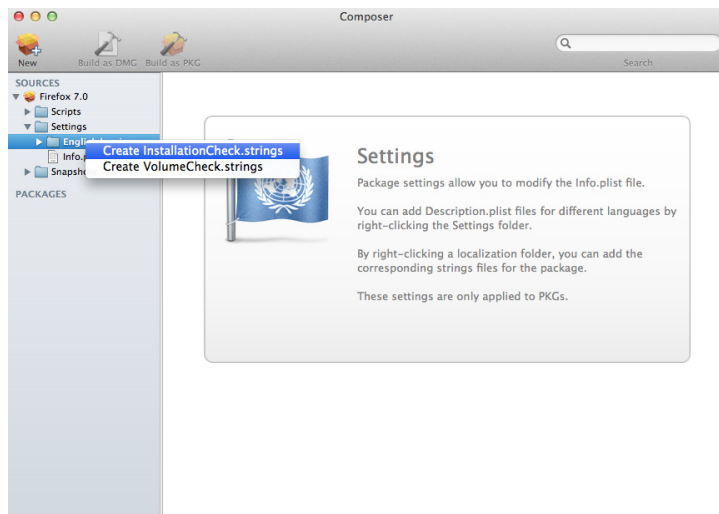 Composer
New
Build as DMG
Build as PKG
Search
SOURCES
Firefox 7.0
Scripts
Settings
Create InstallationCheck.strings
Create VolumeCheck.strings
PACKAGES
Settings
Package settings allow you to modify the Info.plist file.
You can add Description.plist files for different languages by
right-clicking the Settings folder.
By right-clicking a localization folder, you can add the
corresponding strings files for the package.
These settings are only applied to PKGs.